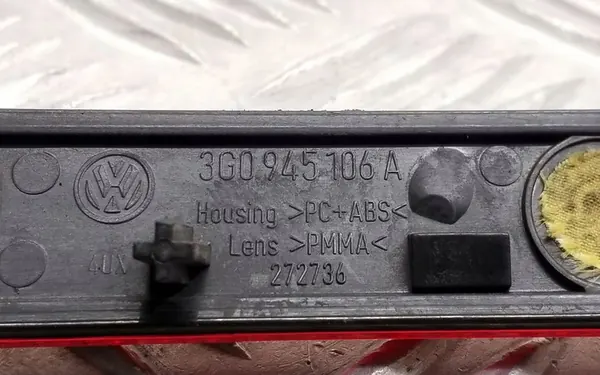 3G0 945 106 A
Housing >PC+ABS<
Lens >PMMA<
272736